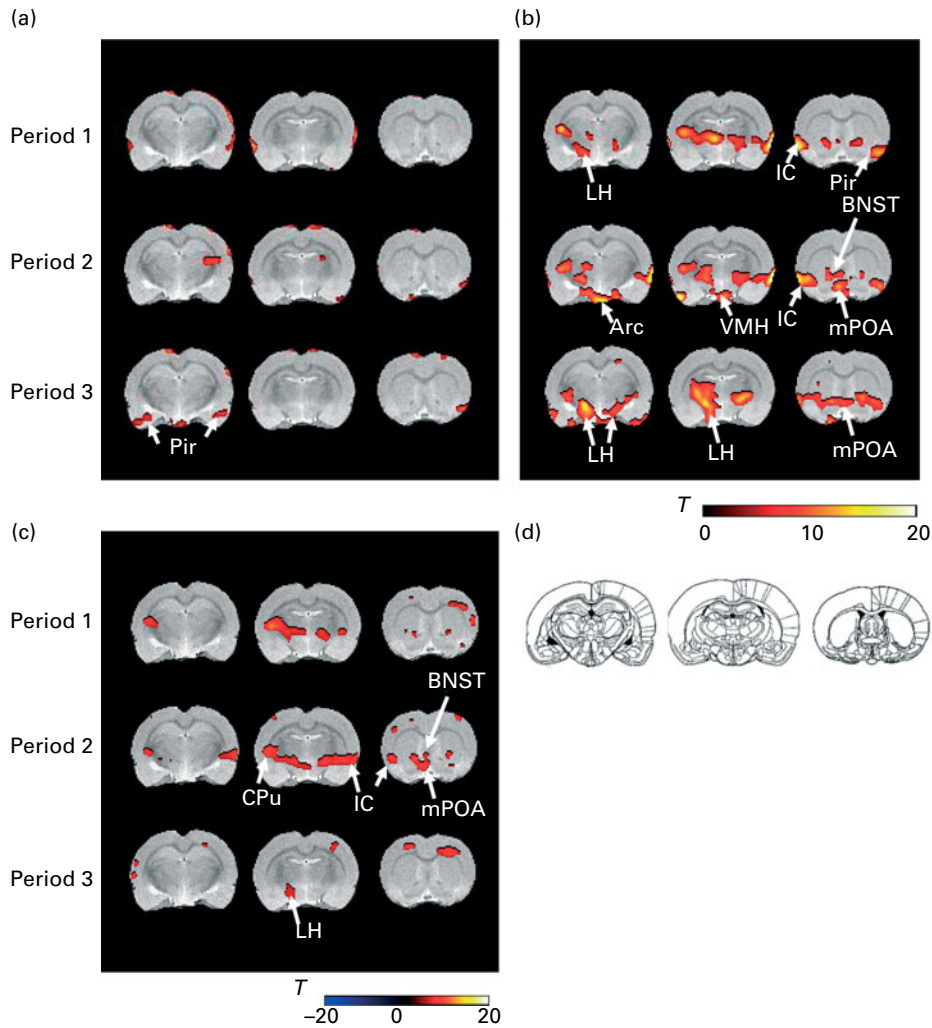 (a)
Period 1
Period 2
Period 3
Pir
(b)
LH
IC
Pir
BNST
Arc
VMH
IC
mPOA
LH
LH
mPOA
T
0 10 20
(c)
Period 1
BNST
Period 2
CPu
IC
mPOA
Period 3
LH
T
–20 0 20
(d)